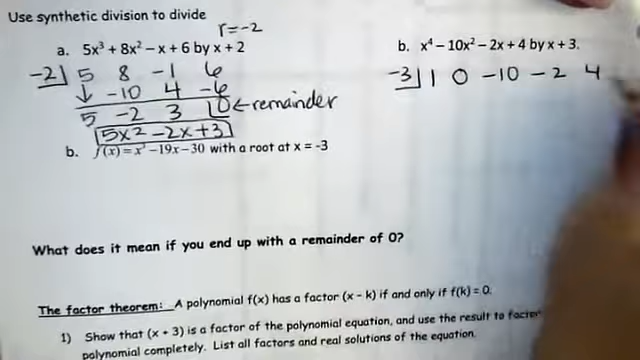 Use synthetic division to divide
r=-2
a. 5x³ + 8x² – x + 6 by x + 2
-2 5 8 -1 6
↓ -10 4 -6
5 -2 3 0 ← remainder
5x² - 2x + 3
b. x⁴ – 10x² – 2x + 4 by x + 3.
-3 1 0 -10 -2 4
b. f(x) = x³ –19x –30 with a root at x = -3
What does it mean if you end up with a remainder of 0?
The factor theorem: A polynomial f(x) has a factor (x – k) if and only if f(k) = 0.
1) Show that (x + 3) is a factor of the polynomial equation, and use the result to factor
polynomial completely. List all factors and real solutions of the equation.